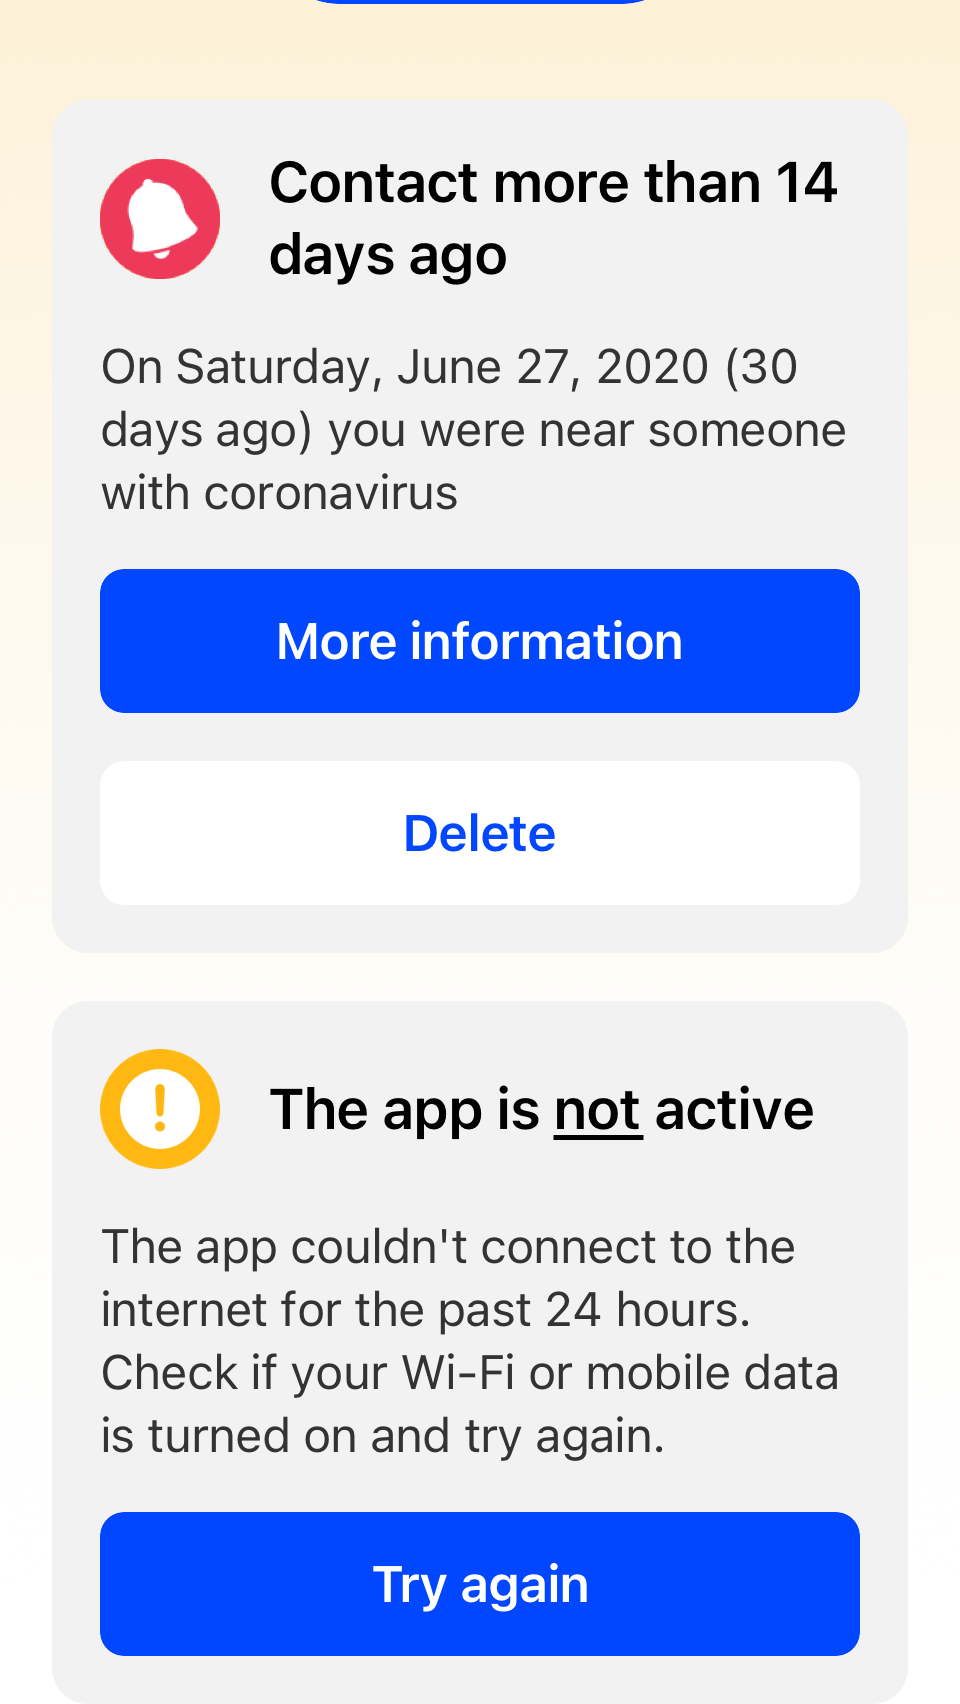 Contact more than 14
days ago
On Saturday, June 27, 2020 (30
days ago) you were near someone
with coronavirus
More information
Delete
The app is not active
The app couldn't connect to the
internet for the past 24 hours.
Check if your Wi-Fi or mobile data
is turned on and try again.
Try again